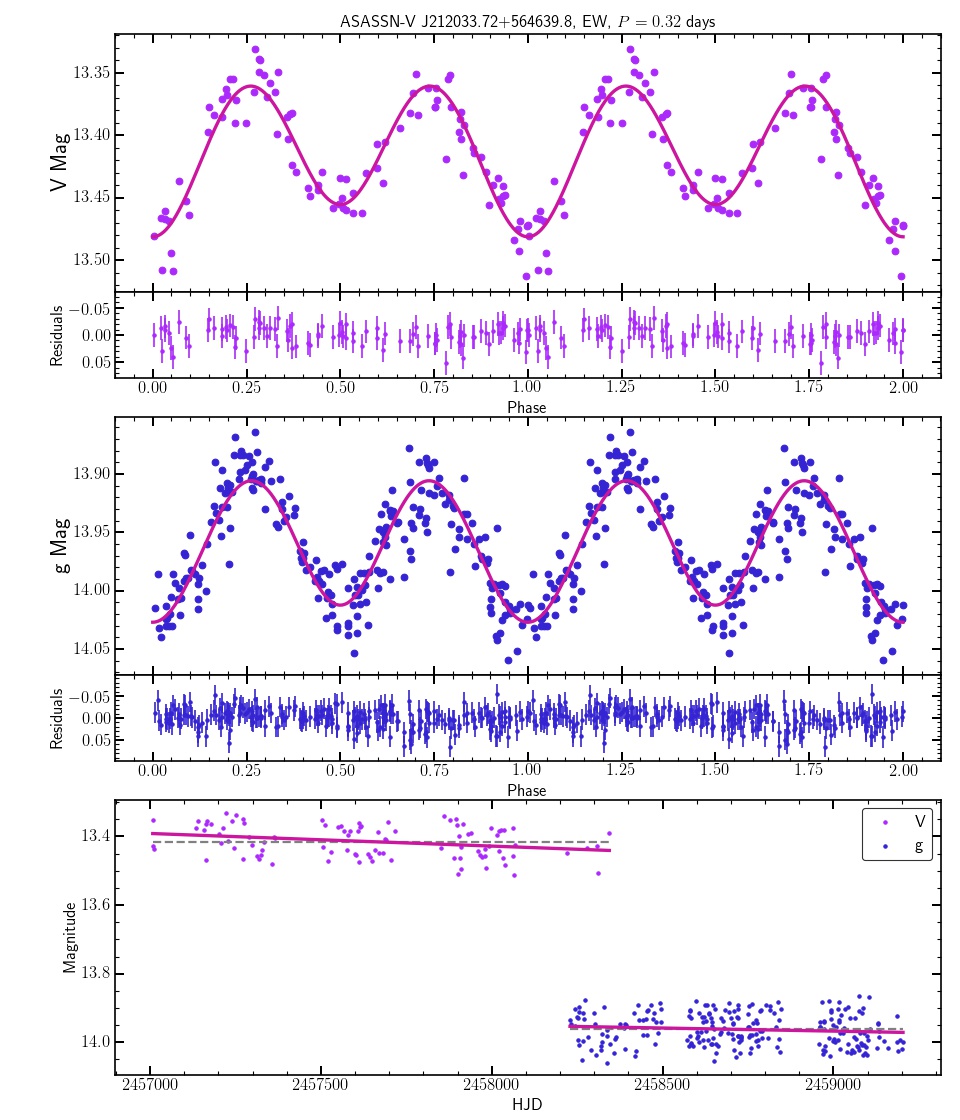 ASASSN-V J212033.72+564639.8, EW, P = 0.32 days
13.35
13.40
13.45
13.50
V Mag
−0.05
0.00
0.05
Residuals
0.00 0.25 0.50 0.75 1.00 1.25 1.50 1.75 2.00
Phase
13.90
13.95
14.00
14.05
g Mag
−0.05
0.00
0.05
Residuals
0.00 0.25 0.50 0.75 1.00 1.25 1.50 1.75 2.00
Phase
V
g
13.4
13.6
13.8
14.0
Magnitude
2457000 2457500 2458000 2458500 2459000
HJD